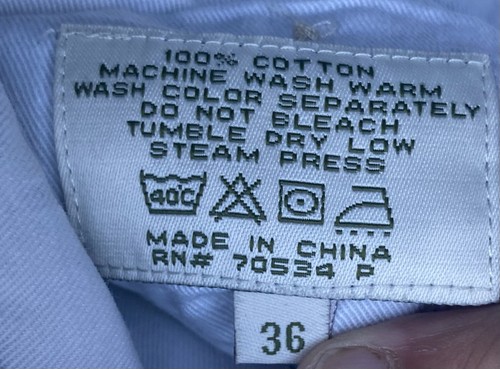 100% COTTON
MACHINE WASH WARM
WASH COLOR SEPARATELY
DO NOT BLEACH
TUMBLE DRY LOW
STEAM PRESS
40C
MADE IN CHINA
RN# 70534 P
36